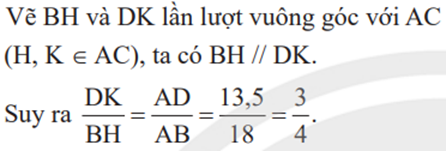 Vẽ BH và DK lần lượt vuông góc với AC
(H, K ∈ AC), ta có BH // DK.
Suy ra DK/BH = AD/AB = 13,5/18 = 3/4.